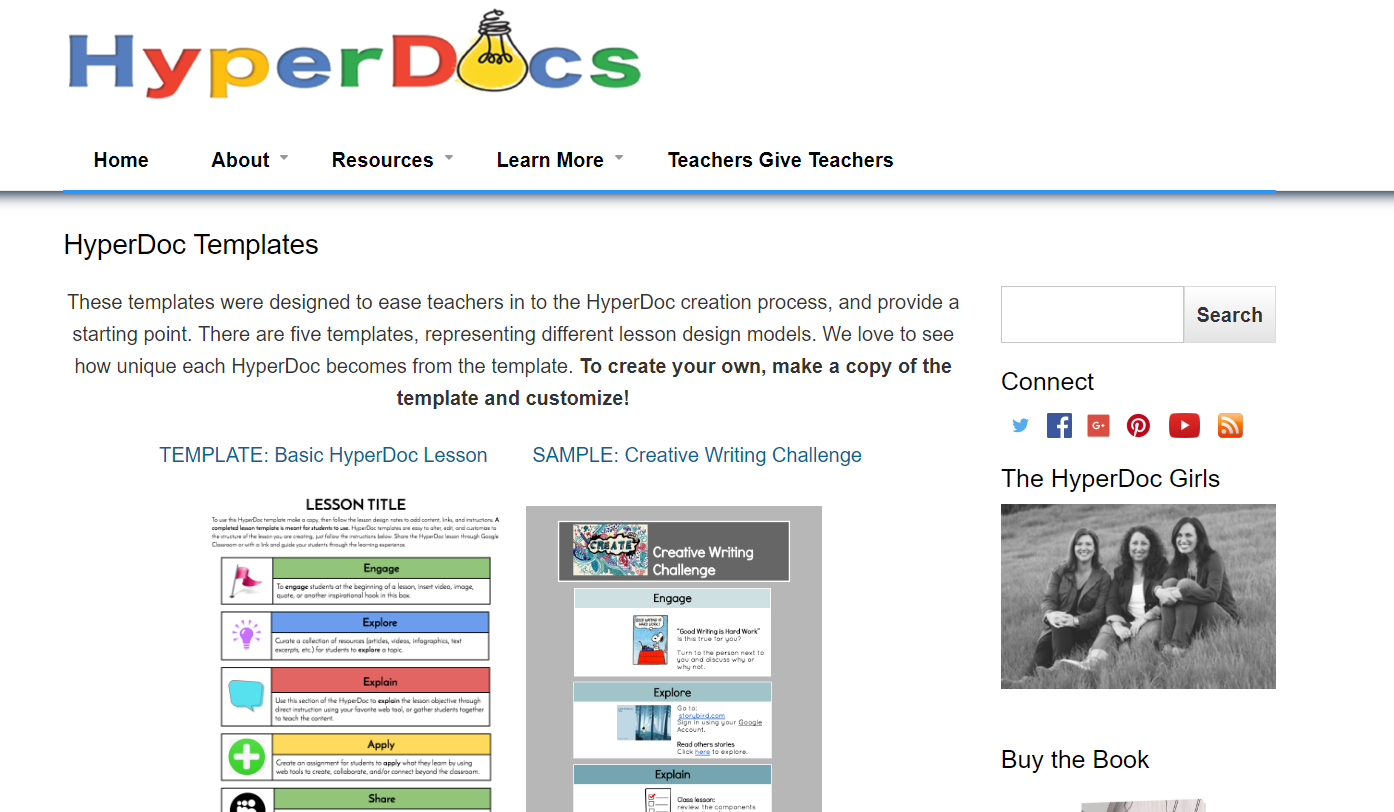 HyperDocs
Home About Resources Learn More Teachers Give Teachers
HyperDoc Templates
These templates were designed to ease teachers in to the HyperDoc creation process, and provide a
starting point. There are five templates, representing different lesson design models. We love to see
how unique each HyperDoc becomes from the template. To create your own, make a copy of the
template and customize!
TEMPLATE: Basic HyperDoc Lesson
SAMPLE: Creative Writing Challenge
LESSON TITLE
To use this HyperDoc template make a copy, then follow the lesson design notes to add content, links, and instructions. A
completed lesson template is meant for students to use. HyperDoc templates are easy to alter, edit, and customize to
the structure of the lesson you are creating, just follow the instructions below. Share the HyperDoc lesson through Google
Classroom or with a link and guide your students through the learning experience.
Engage
To engage students at the beginning of a lesson, insert video, image,
quote, or another inspirational hook in this box.
Explore
Curate a collection of resources (articles, videos, infographics, text
excerpts, etc.) for students to explore a topic.
Explain
Use this section of the HyperDoc to explain the lesson objective through
direct instruction using your favorite web tool, or gather students together
to teach the content.
Apply
Create an assignment for students to apply what they learn by using
web tools to create, collaborate, and/or connect beyond the classroom.
Share
CREATE
Creative Writing
Challenge
Engage
GOOD WRITING IS
HARD WORK!
"Good Writing is Hard Work"
is this true for you?
Turn to the person next to
you and discuss why or
why not.
Explore
Go to:
storybird.com
Sign in using your Google
Account.
Read others stories
Click here to explore.
Explain
Class lesson:
review the components
Search
Connect
G+
The HyperDoc Girls
Buy the Book